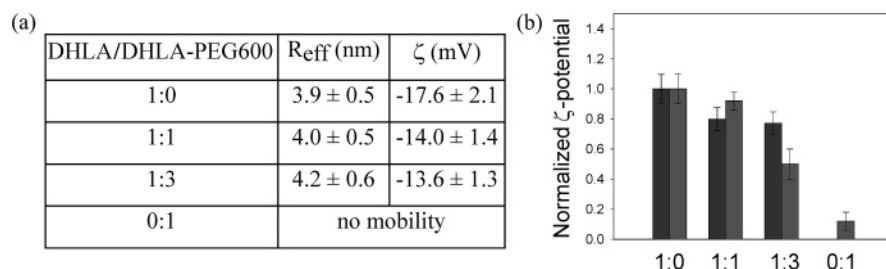 (a)
DHLA/DHLA-PEG600 R_eff (nm) ζ (mV)
1:0 3.9 ± 0.5 -17.6 ± 2.1
1:1 4.0 ± 0.5 -14.0 ± 1.4
1:3 4.2 ± 0.6 -13.6 ± 1.3
0:1 no mobility
(b)
Normalized ζ-potential
1.4
1.2
1.0
0.8
0.6
0.4
0.2
0.0
1:0 1:1 1:3 0:1